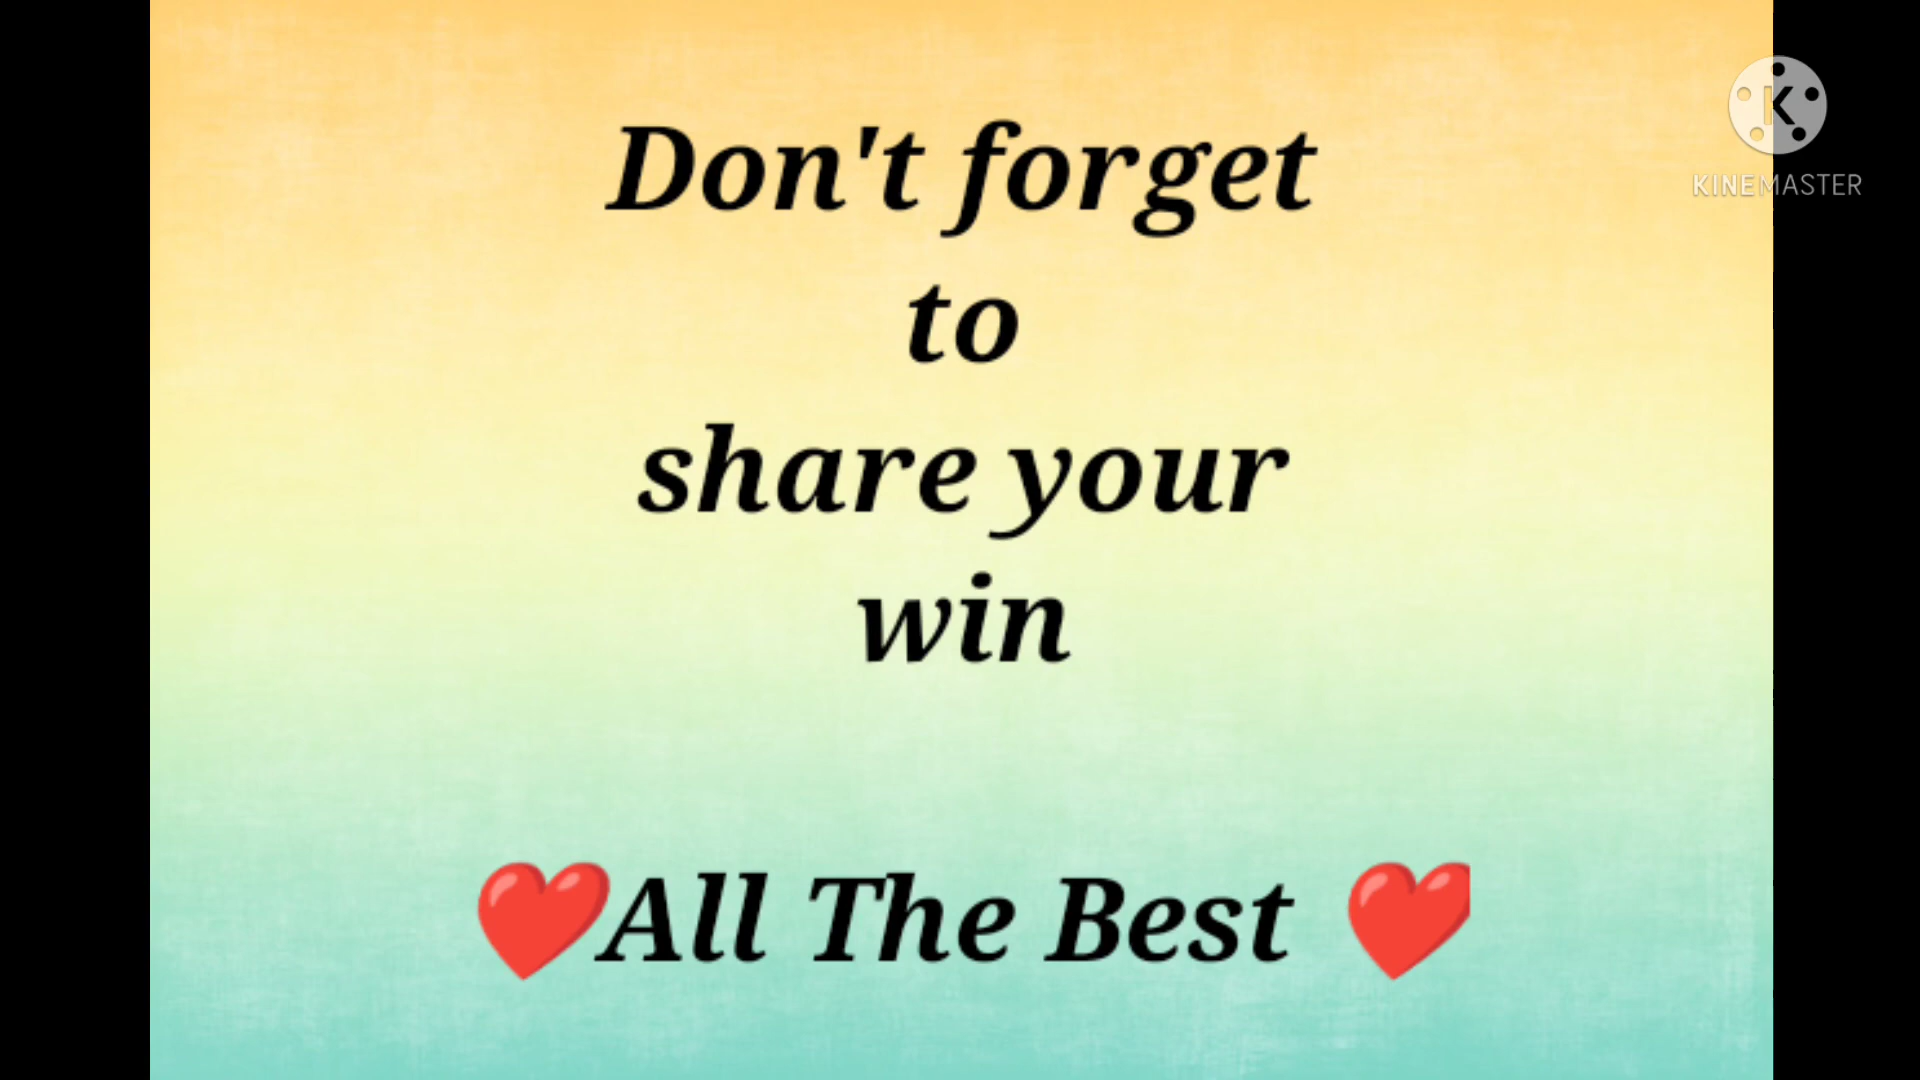 Don't forget
to
share your
win
❤️All The Best ❤️
K
KINEMASTER